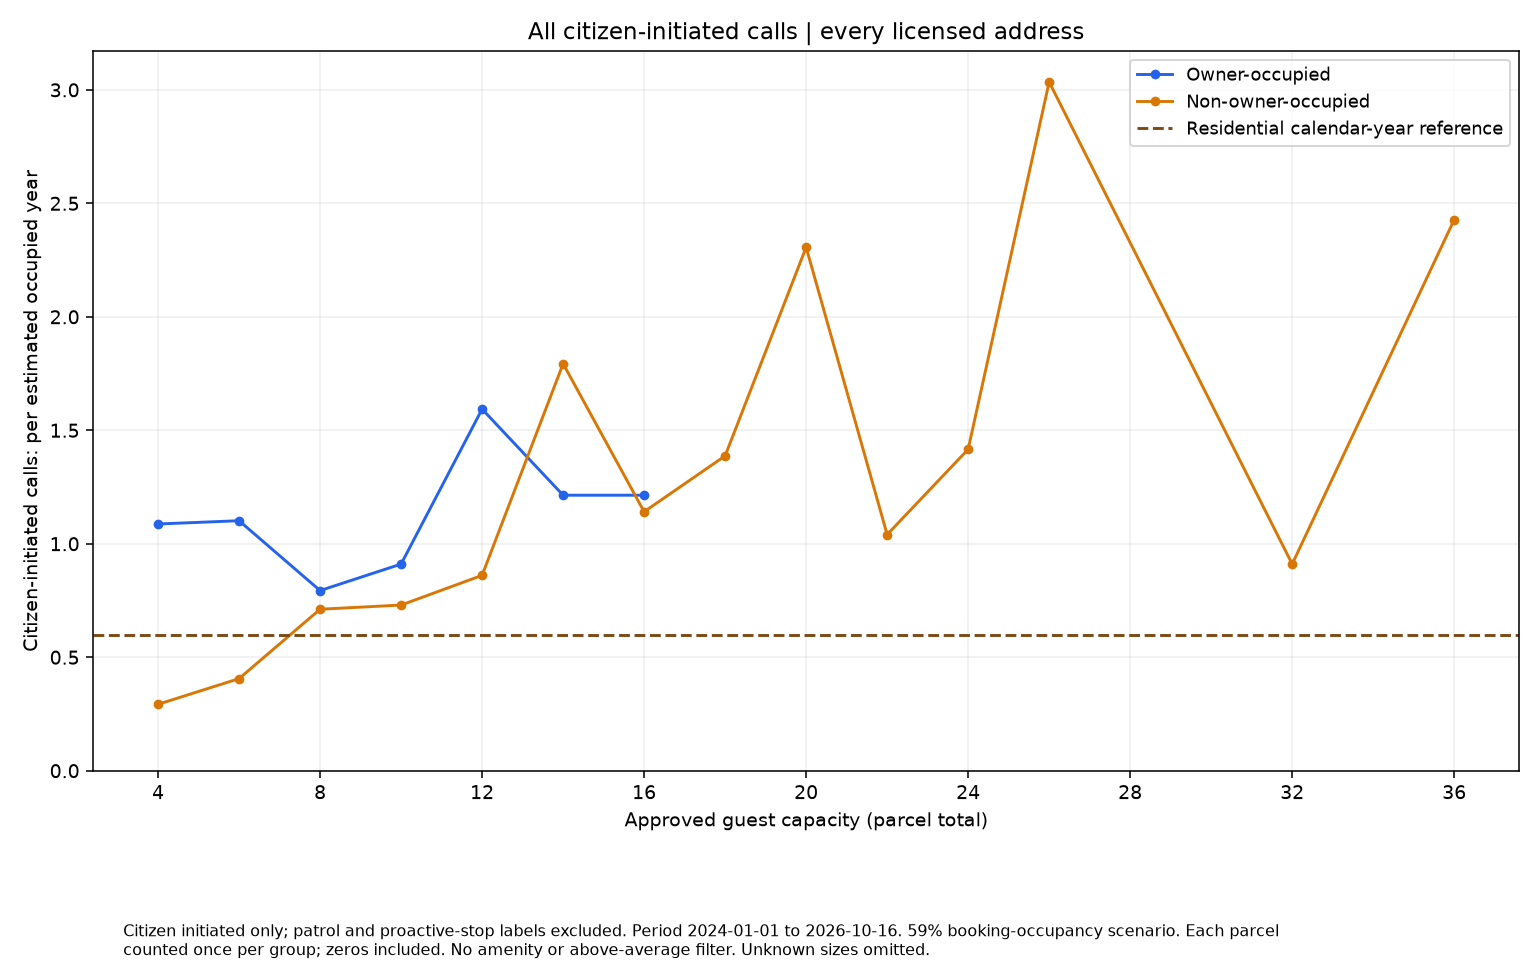 All citizen-initiated calls | every licensed address
Owner-occupied
Non-owner-occupied
Residential calendar-year reference
Citizen-initiated calls: per estimated occupied year
3.0
2.5
2.0
1.5
1.0
0.5
0.0
4 8 12 16 20 24 28 32 36
Approved guest capacity (parcel total)
Citizen initiated only; patrol and proactive-stop labels excluded. Period 2024-01-01 to 2026-10-16. 59% booking-occupancy scenario. Each parcel
counted once per group; zeros included. No amenity or above-average filter. Unknown sizes omitted.